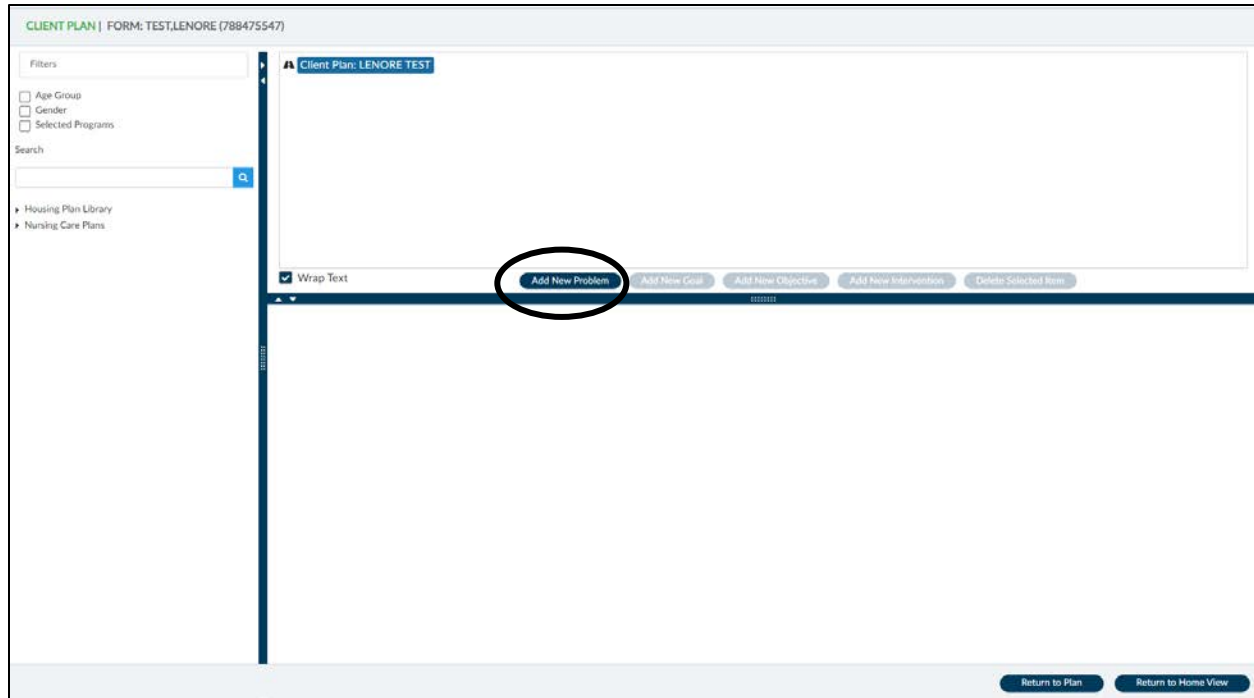 CLIENT PLAN | FORM: TEST,LENORE (788475547)
Filters
Age Group
Gender
Selected Programs
Search
Housing Plan Library
Nursing Care Plans
Client Plan: LENORE TEST
Wrap Text
Add New Problem
Add New Goal
Add New Objective
Add New Intervention
Delete Selected Item
Return to Plan
Return to Home View